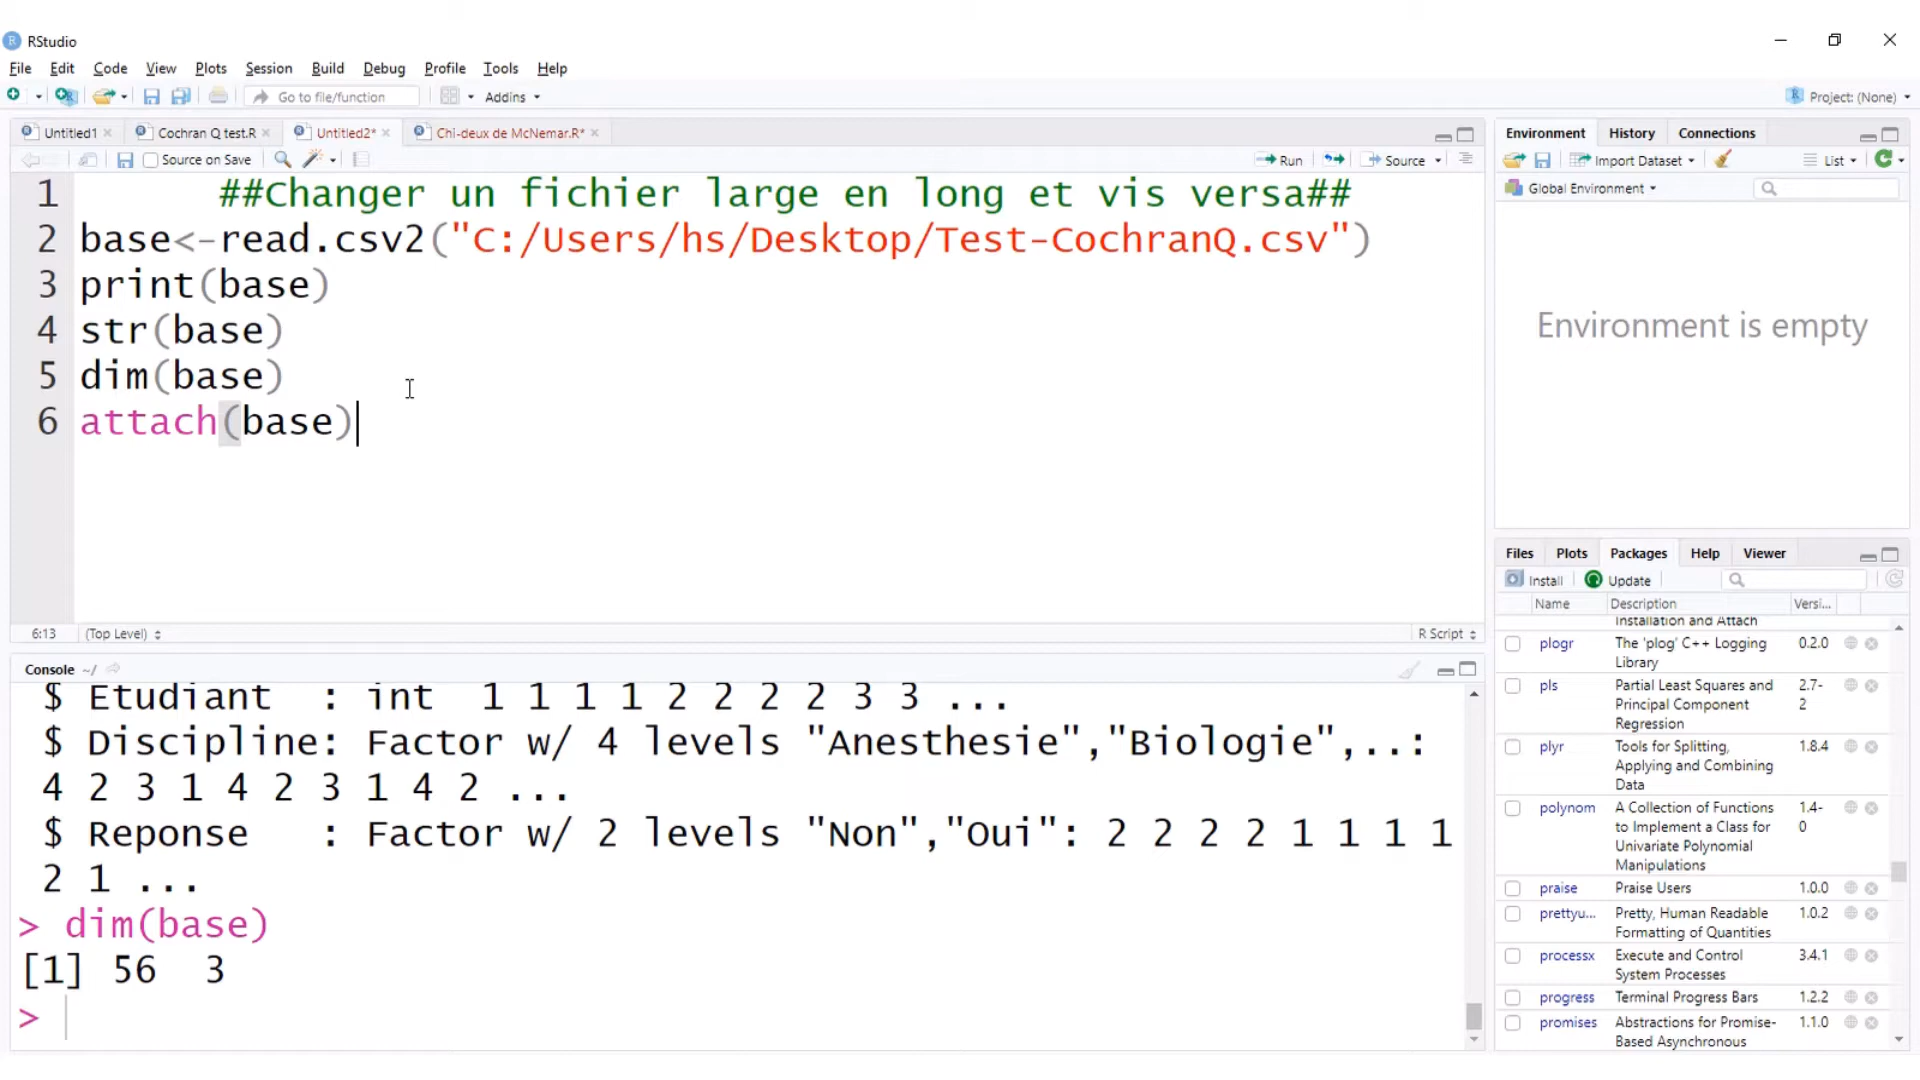 RStudio
File Edit Code View Plots Session Build Debug Profile Tools Help
Go to file/function Addins Project: (None)
Untitled1 Cochran Q test.R Untitled2* Chi-deux de McNemar.R*
Source on Save Run Source
1 ##Changer un fichier large en long et vis versa##
2 base<-read.csv2("C:/Users/hs/Desktop/Test-CochranQ.csv")
3 print(base)
4 str(base)
5 dim(base)
6 attach(base)
6:13 (Top Level) R Script
Console ~/
$ Etudiant : int 1 1 1 1 2 2 2 2 3 3 ...
$ Discipline: Factor w/ 4 levels "Anesthesie","Biologie",..:
4 2 3 1 4 2 3 1 4 2 ...
$ Reponse : Factor w/ 2 levels "Non","Oui": 2 2 2 2 1 1 1 1
2 1 ...
> dim(base)
[1] 56 3
>
Environment History Connections
Import Dataset List
Global Environment
Environment is empty
Files Plots Packages Help Viewer
Install Update
Name Description Versi...
Installation and Attach
plogr The 'plog' C++ Logging 0.2.0
Library
pls Partial Least Squares and 2.7-
Principal Component 2
Regression
plyr Tools for Splitting, 1.8.4
Applying and Combining
Data
polynom A Collection of Functions 1.4-
to Implement a Class for 0
Univariate Polynomial
Manipulations
praise Praise Users 1.0.0
prettyu... Pretty, Human Readable 1.0.2
Formatting of Quantities
processx Execute and Control 3.4.1
System Processes
progress Terminal Progress Bars 1.2.2
promises Abstractions for Promise- 1.1.0
Based Asynchronous